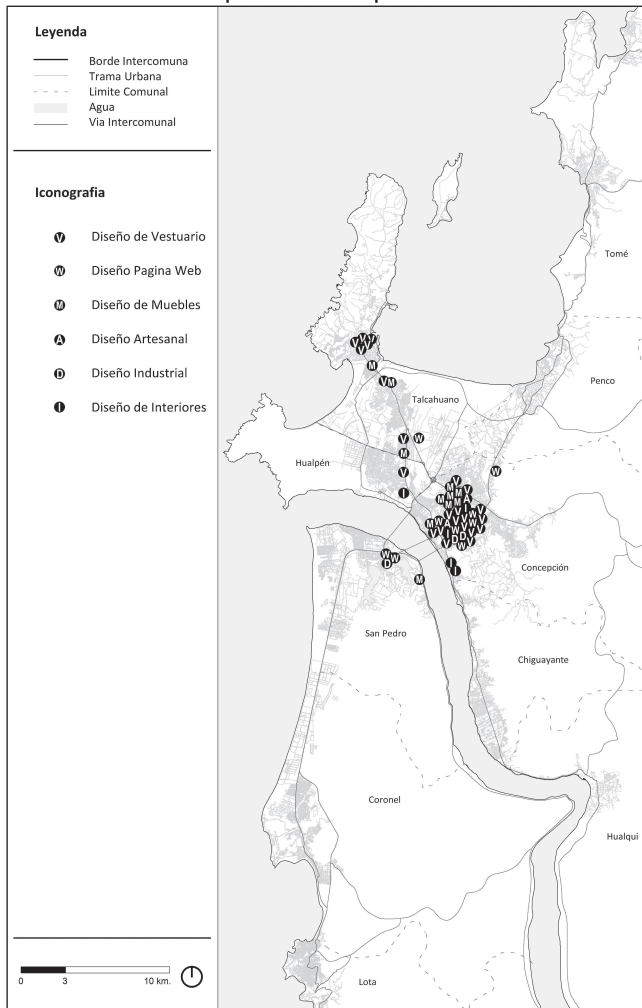 Leyenda
Borde Intercomuna
Trama Urbana
Limite Comunal
Agua
Via Intercomunal
Iconografia
V Diseño de Vestuario
W Diseño Pagina Web
M Diseño de Muebles
A Diseño Artesanal
D Diseño Industrial
I Diseño de Interiores
0 3 10 km.
Tomé
Penco
Talcahuano
Hualpén
Concepción
San Pedro
Chiguayante
Coronel
Hualqui
Lota